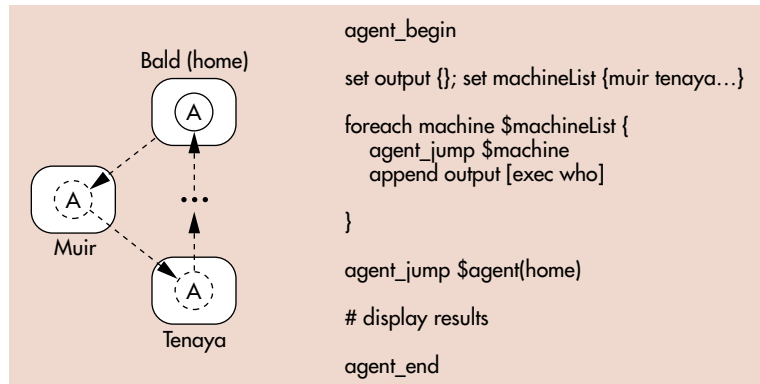 Bald (home)
A
A
Muir
...
A
Tenaya
agent_begin
set output {}; set machineList {muir tenaya…}
foreach machine $machineList {
agent_jump $machine
append output [exec who]
}
agent_jump $agent(home)
# display results
agent_end